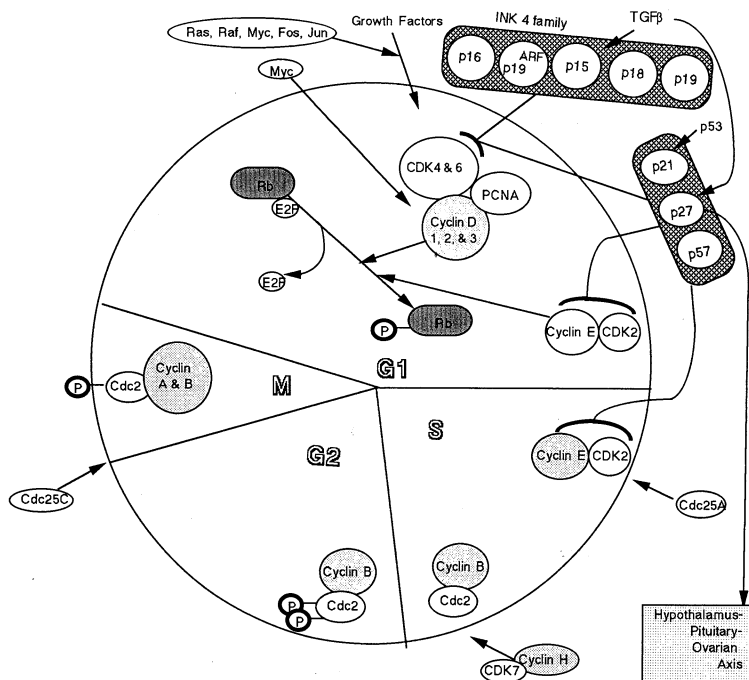 Ras, Raf, Myc, Fos, Jun
Growth Factors
INK 4 family
TGFβ
Myc
p16
ARF
p19
p15
p18
p19
p53
p21
p27
p57
CDK4 & 6
PCNA
Cyclin D
1, 2, & 3
Rb
E2F
E2F
P
Rb
Cyclin E
CDK2
G1
M
Cyclin
A & B
Cdc2
P
G2
S
Cyclin E
CDK2
Cdc25C
Cdc25A
Cyclin B
Cdc2
P
P
Cyclin B
Cdc2
Cyclin H
CDK7
Hypothalamus-
Pituitary-
Ovarian
Axis